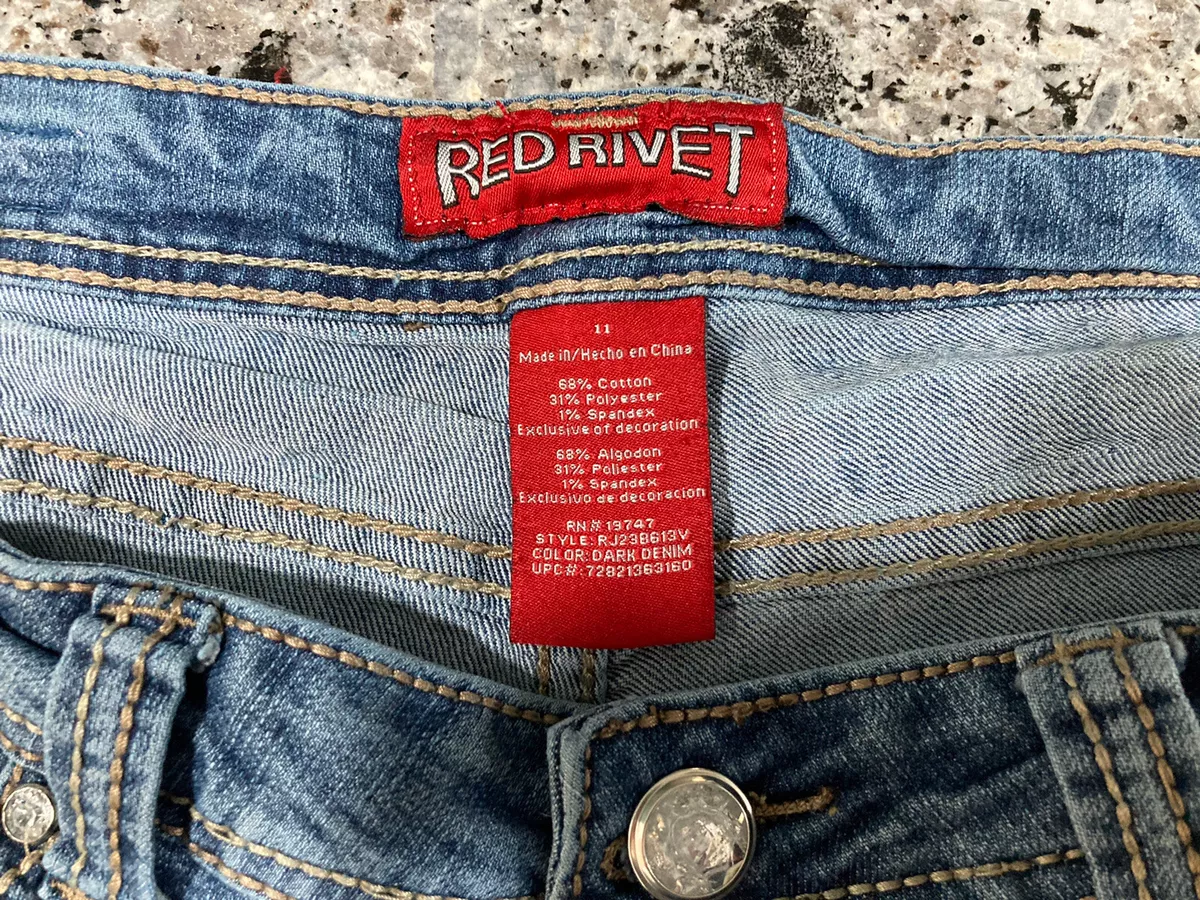 RED RIVET
11
Made in/Hecho en China
68% Cotton
31% Polyester
1% Spandex
Exclusive of decoration
68% Algodon
31% Poliester
1% Spandex
Exclusivo de decoracion
RN# 19747
STYLE: RJ23B613V
COLOR: DARK DENIM
UPC#: 72821363160